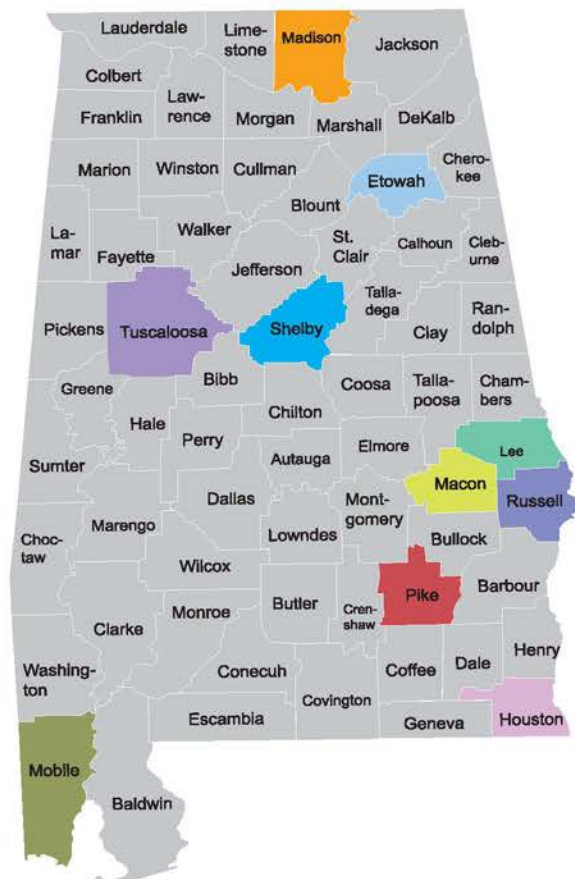 Lauderdale
Lime-
stone
Madison
Jackson
Colbert
Franklin
Law-
rence
Morgan
Marshall
DeKalb
Marion
Winston
Cullman
Etowah
Chero-
kee
Blount
La-
mar
Fayette
Walker
Jefferson
St.
Clair
Calhoun
Cleb-
urne
Pickens
Tuscaloosa
Shelby
Talla-
dega
Clay
Ran-
dolph
Greene
Hale
Bibb
Chilton
Coosa
Talla-
poosa
Cham-
bers
Sumter
Perry
Autauga
Elmore
Lee
Macon
Russell
Choc-
taw
Marengo
Dallas
Lowndes
Mont-
gomery
Bullock
Wilcox
Clarke
Monroe
Butler
Cren-
shaw
Pike
Barbour
Washing-
ton
Conecuh
Covington
Coffee
Dale
Henry
Escambia
Geneva
Houston
Mobile
Baldwin